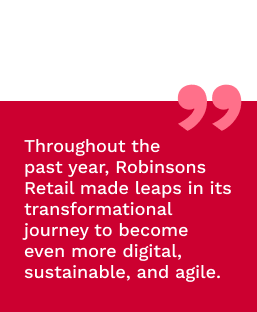 ”
Throughout the
past year, Robinsons
Retail made leaps in its
transformational
journey to become
even more digital,
sustainable, and agile.